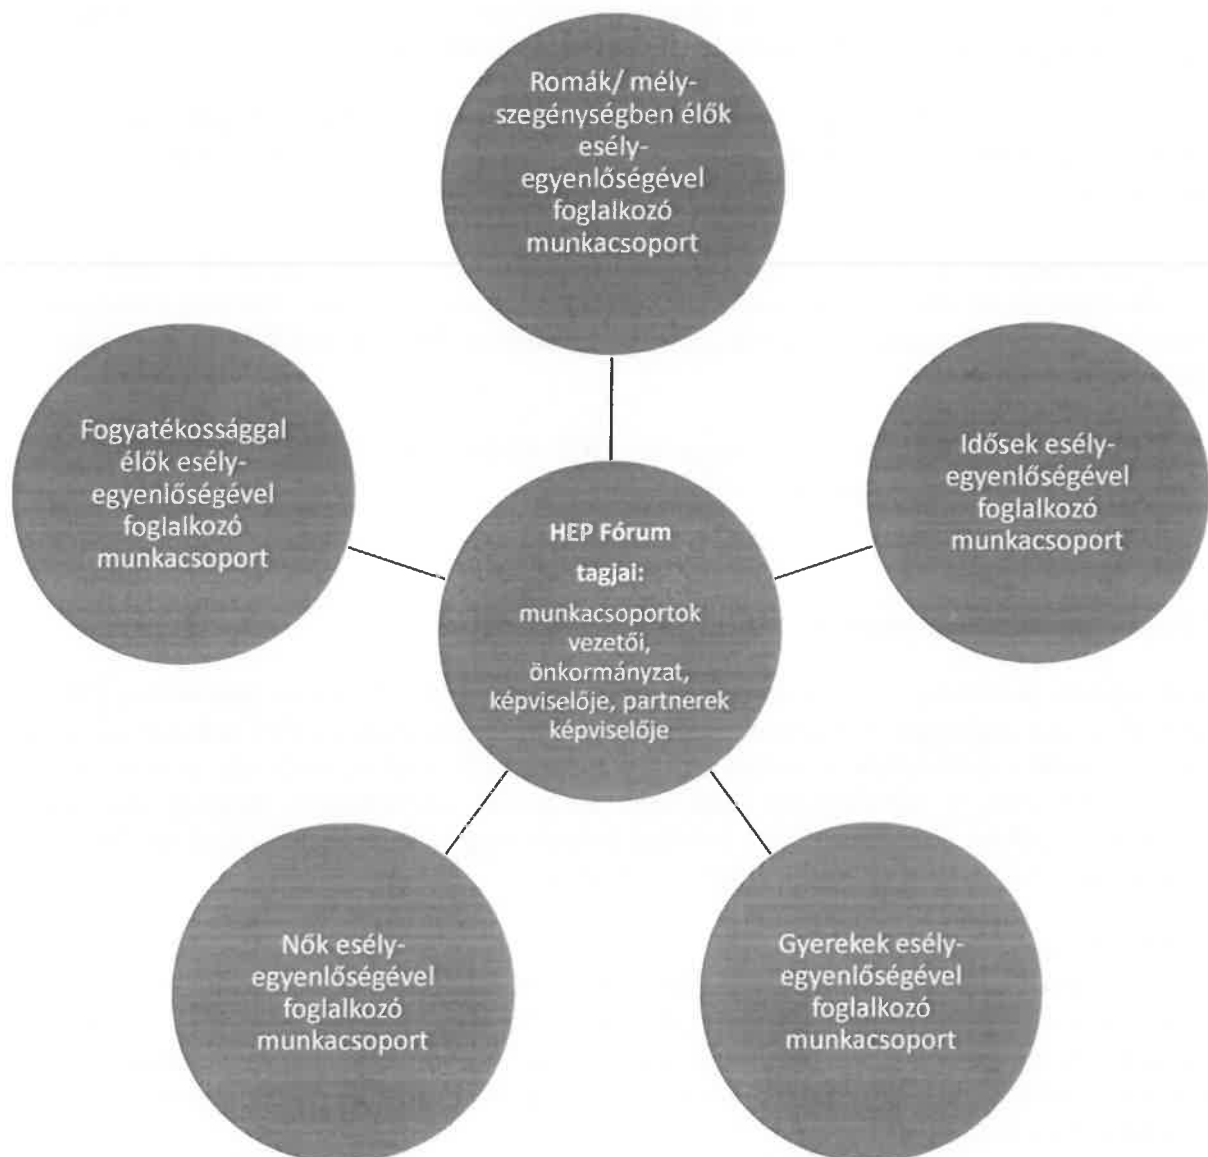 Romák/ mély-
szegénységben élők
esély-
egyenlőségével
foglalkozó
munkacsoport
Fogyatékossággal
élők esély-
egyenlőségével
foglalkozó
munkacsoport
Idősek esély-
egyenlőségével
foglalkozó
munkacsoport
HEP Fórum
tagjai:
munkacsoportok
vezetői,
önkormányzat,
képviselője, partnerek
képviselője
Nők esély-
egyenlőségével
foglalkozó
munkacsoport
Gyerekek esély-
egyenlőségével
foglalkozó
munkacsoport